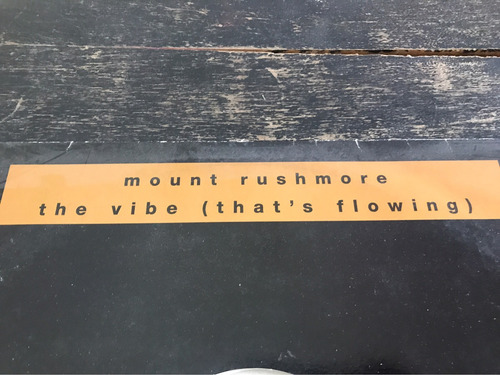 mount rushmore
the vibe (that's flowing)